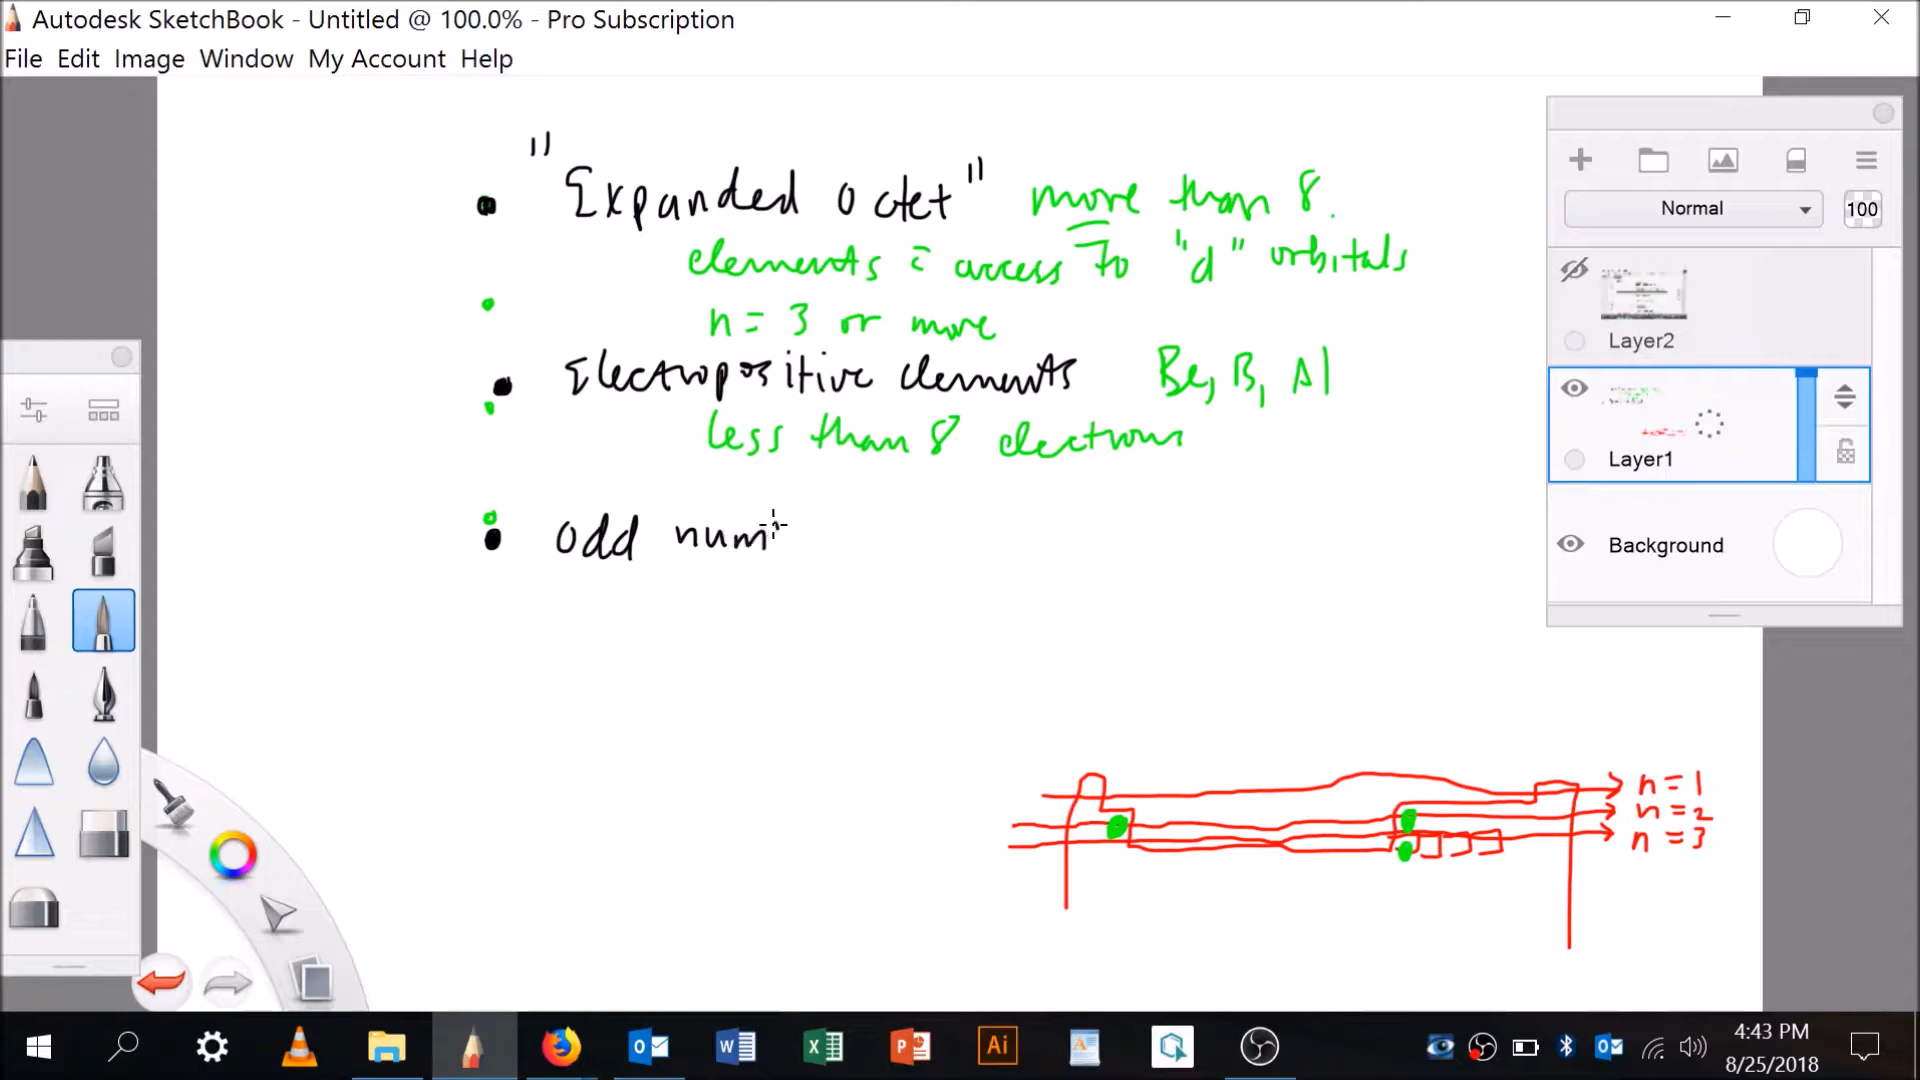 Autodesk SketchBook - Untitled @ 100.0% - Pro Subscription
File Edit Image Window My Account Help
"Expanded octet" more than 8.
elements c̄ access to "d" orbitals
n = 3 or more
Electropositive elements Be, B, Al
less than 8 electrons
odd num
n = 1
n = 2
n = 3
Normal
100
Layer2
Layer1
Background
Ai
4:43 PM
8/25/2018